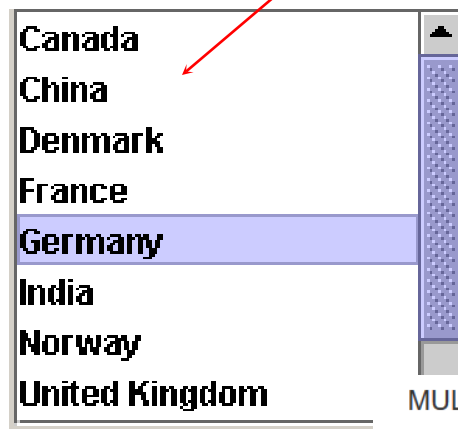 Canada
China
Denmark
France
Germany
India
Norway
United Kingdom
MUL